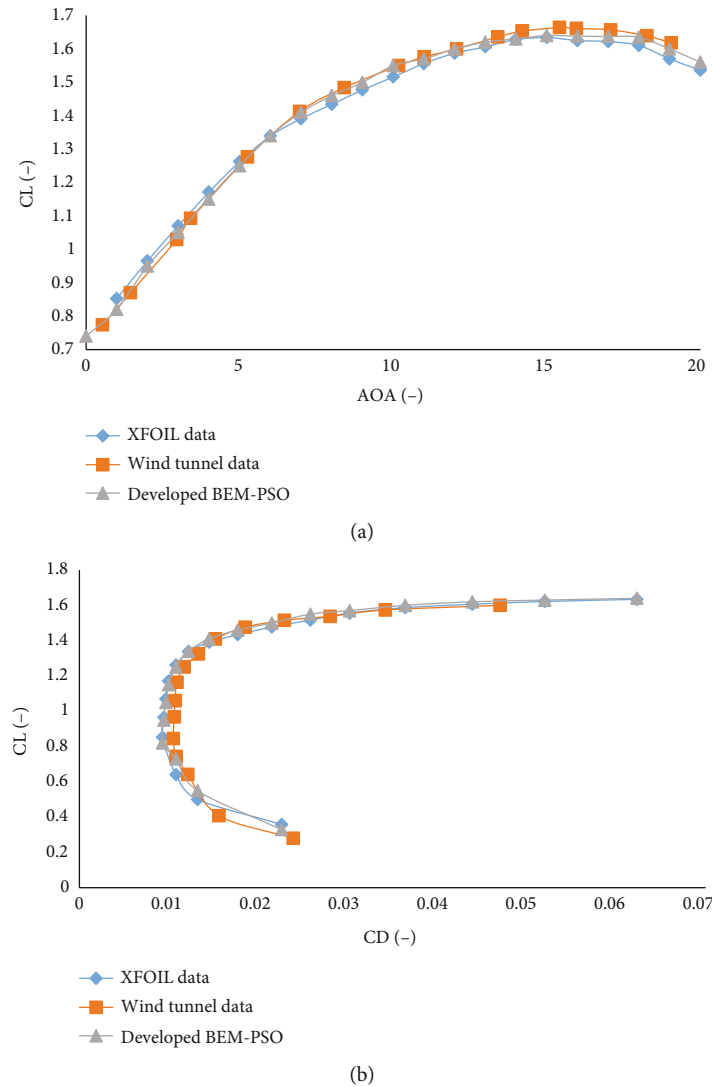 1.7
1.6
1.5
1.4
1.3
1.2
1.1
1
0.9
0.8
0.7
CL (–)
0 5 10 15 20
AOA (–)
XFOIL data
Wind tunnel data
Developed BEM-PSO
(a)
1.8
1.6
1.4
1.2
1
0.8
0.6
0.4
0.2
0
CL (–)
0 0.01 0.02 0.03 0.04 0.05 0.06 0.07
CD (–)
XFOIL data
Wind tunnel data
Developed BEM-PSO
(b)